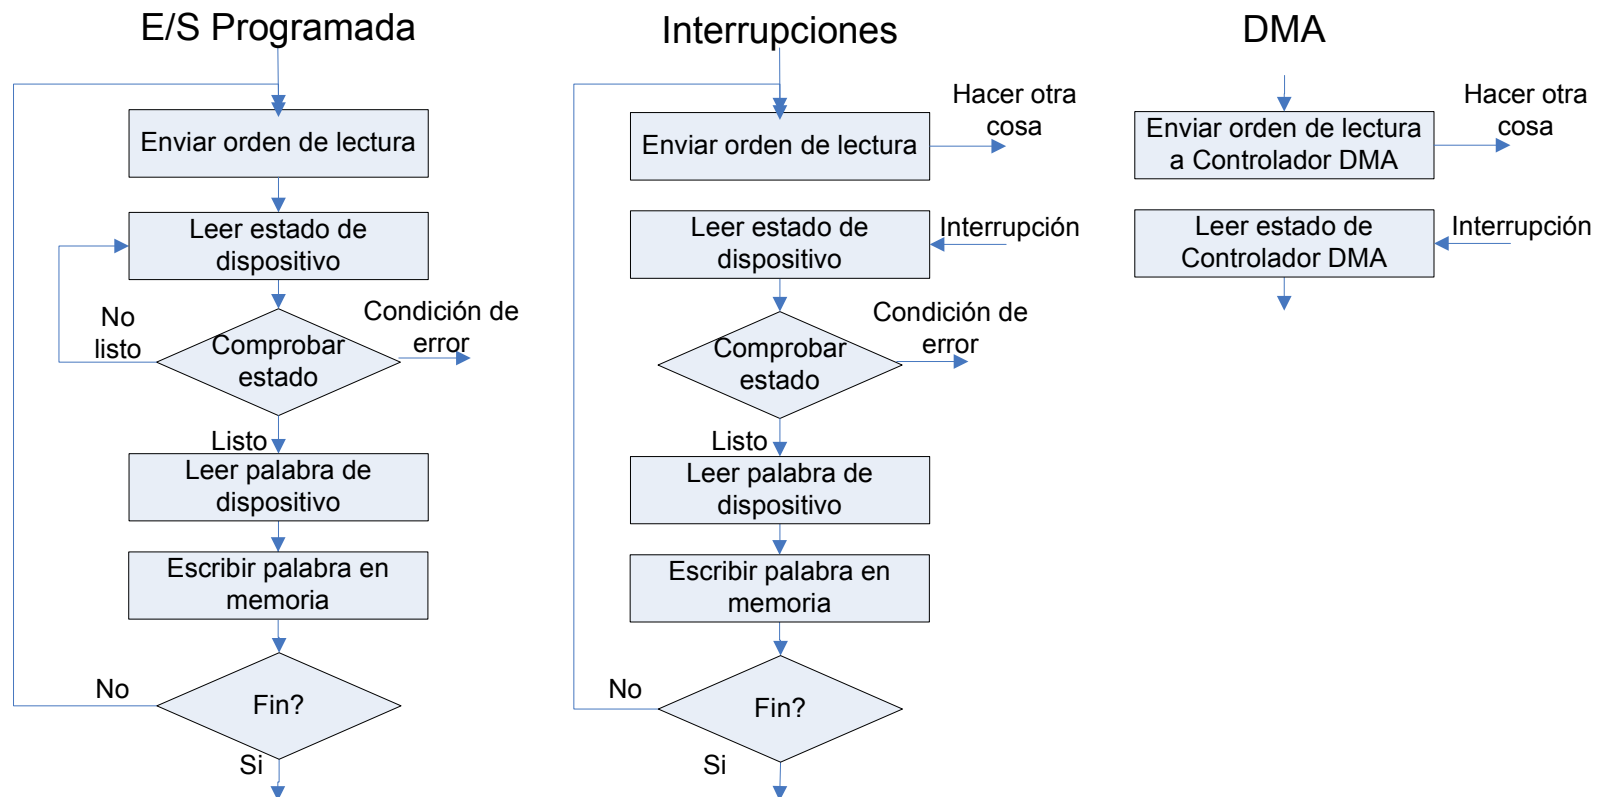 E/S Programada
Enviar orden de lectura
Leer estado de
dispositivo
No
listo
Comprobar
estado
Condición de
error
Listo
Leer palabra de
dispositivo
Escribir palabra en
memoria
No
Fin?
Si
Interrupciones
Hacer otra
cosa
Enviar orden de lectura
Leer estado de
dispositivo
Interrupción
Condición de
error
Comprobar
estado
Listo
Leer palabra de
dispositivo
Escribir palabra en
memoria
No
Fin?
Si
DMA
Hacer otra
cosa
Enviar orden de lectura
a Controlador DMA
Leer estado de
Controlador DMA
Interrupción